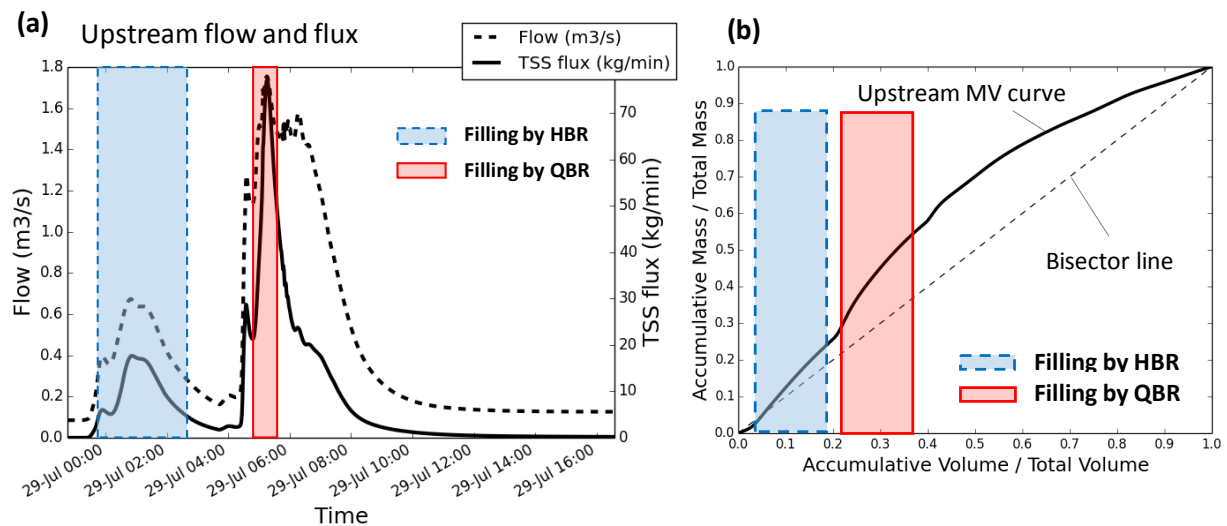 (a)
Upstream flow and flux
Flow (m3/s)
TSS flux (kg/min)
1.8
1.6
1.4
1.2
1.0
0.8
0.6
0.4
0.2
0.0
Flow (m3/s)
70
60
50
40
30
20
10
0
TSS flux (kg/min)
Filling by HBR
Filling by QBR
29-Jul 00:00
29-Jul 02:00
29-Jul 04:00
29-Jul 06:00
29-Jul 08:00
29-Jul 10:00
29-Jul 12:00
29-Jul 14:00
29-Jul 16:00
Time
(b)
1.0
0.9
0.8
0.7
0.6
0.5
0.4
0.3
0.2
0.1
0.0
Accumulative Mass / Total Mass
Upstream MV curve
Bisector line
Filling by HBR
Filling by QBR
0.0 0.1 0.2 0.3 0.4 0.5 0.6 0.7 0.8 0.9 1.0
Accumulative Volume / Total Volume